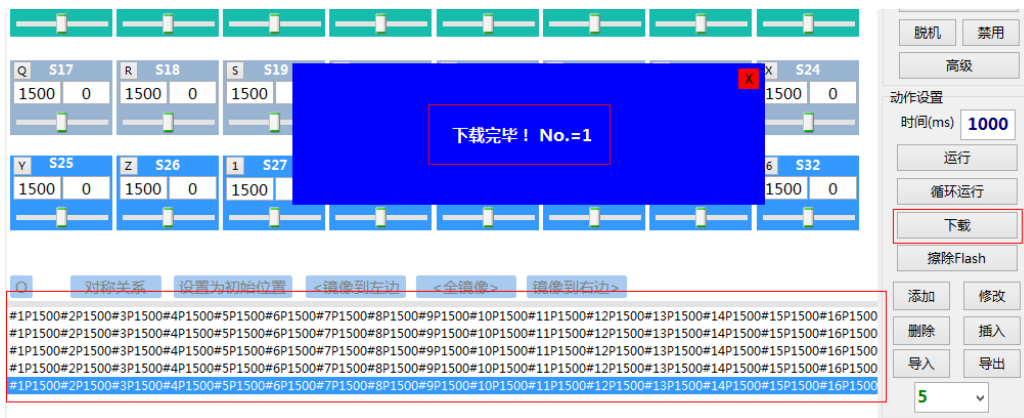 脱机 禁用
高级
Q S17 R S18 S S19 X S24
1500 0 1500 0 1500 1500 0
Y S25 Z S26 1 S27 6 S32
1500 0 1500 0 1500 1500 0
X
下载完毕！ No.=1
动作设置
时间(ms) 1000
运行
循环运行
下载
擦除Flash
添加 修改
删除 插入
导入 导出
5
O 对称关系 设置为初始位置 <镜像到左边 <全镜像> 镜像到右边>
#1P1500#2P1500#3P1500#4P1500#5P1500#6P1500#7P1500#8P1500#9P1500#10P1500#11P1500#12P1500#13P1500#14P1500#15P1500#16P1500
#1P1500#2P1500#3P1500#4P1500#5P1500#6P1500#7P1500#8P1500#9P1500#10P1500#11P1500#12P1500#13P1500#14P1500#15P1500#16P1500
#1P1500#2P1500#3P1500#4P1500#5P1500#6P1500#7P1500#8P1500#9P1500#10P1500#11P1500#12P1500#13P1500#14P1500#15P1500#16P1500
#1P1500#2P1500#3P1500#4P1500#5P1500#6P1500#7P1500#8P1500#9P1500#10P1500#11P1500#12P1500#13P1500#14P1500#15P1500#16P1500
#1P1500#2P1500#3P1500#4P1500#5P1500#6P1500#7P1500#8P1500#9P1500#10P1500#11P1500#12P1500#13P1500#14P1500#15P1500#16P1500